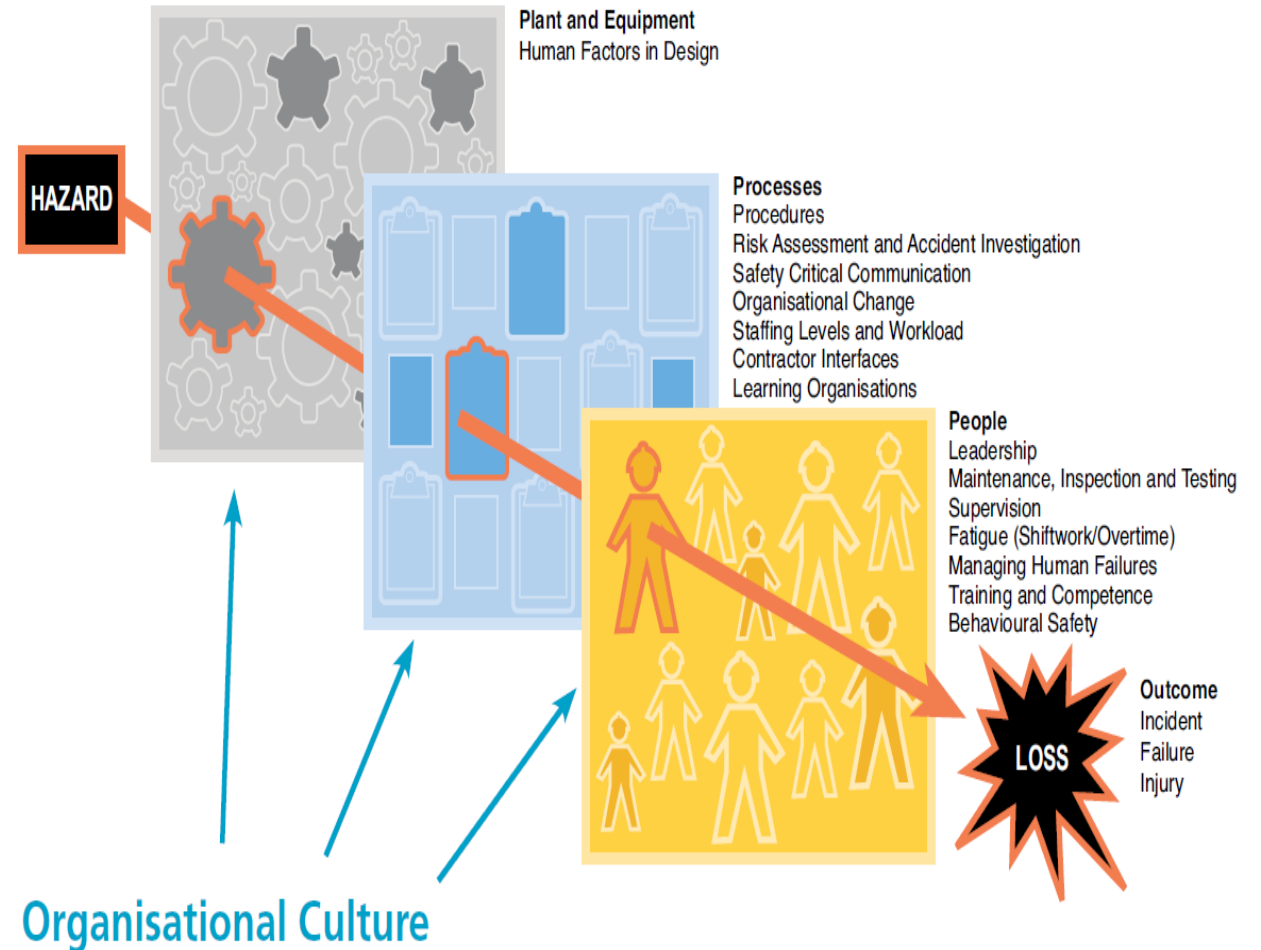 Plant and Equipment
Human Factors in Design
HAZARD
Processes
Procedures
Risk Assessment and Accident Investigation
Safety Critical Communication
Organisational Change
Staffing Levels and Workload
Contractor Interfaces
Learning Organisations
People
Leadership
Maintenance, Inspection and Testing
Supervision
Fatigue (Shiftwork/Overtime)
Managing Human Failures
Training and Competence
Behavioural Safety
Outcome
Incident
Failure
Injury
LOSS
Organisational Culture